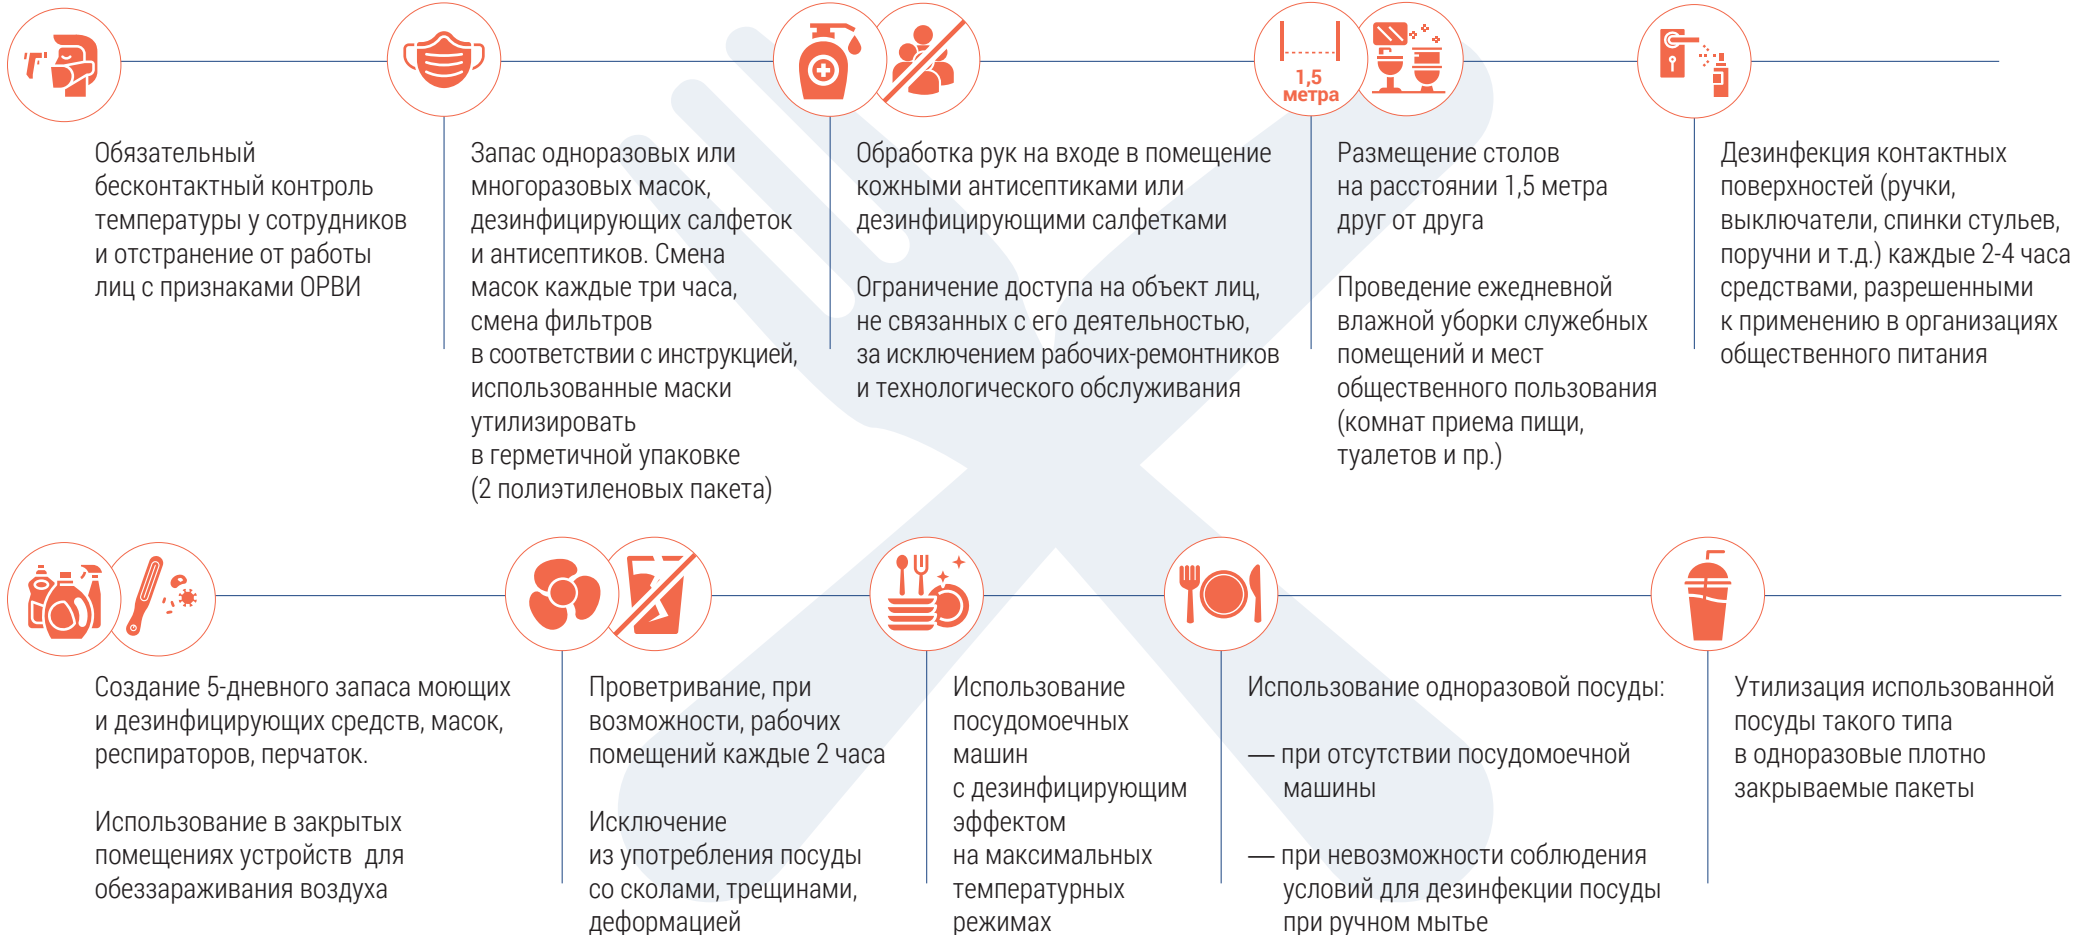 1,5
метра
Обязательный
бесконтактный контроль
температуры у сотрудников
и отстранение от работы
лиц с признаками ОРВИ
Запас одноразовых или
многоразовых масок,
дезинфицирующих салфеток
и антисептиков. Смена
масок каждые три часа,
смена фильтров
в соответствии с инструкцией,
использованные маски
утилизировать
в герметичной упаковке
(2 полиэтиленовых пакета)
Обработка рук на входе в помещение
кожными антисептиками или
дезинфицирующими салфетками
Ограничение доступа на объект лиц,
не связанных с его деятельностью,
за исключением рабочих-ремонтников
и технологического обслуживания
Размещение столов
на расстоянии 1,5 метра
друг от друга
Проведение ежедневной
влажной уборки служебных
помещений и мест
общественного пользования
(комнат приема пищи,
туалетов и пр.)
Дезинфекция контактных
поверхностей (ручки,
выключатели, спинки стульев,
поручни и т.д.) каждые 2-4 часа
средствами, разрешенными
к применению в организациях
общественного питания
Создание 5-дневного запаса моющих
и дезинфицирующих средств, масок,
респираторов, перчаток.
Использование в закрытых
помещениях устройств для
обеззараживания воздуха
Проветривание, при
возможности, рабочих
помещений каждые 2 часа
Исключение
из употребления посуды
со сколами, трещинами,
деформацией
Использование
посудомоечных
машин
с дезинфицирующим
эффектом
на максимальных
температурных
режимах
Использование одноразовой посуды:
— при отсутствии посудомоечной
машины
— при невозможности соблюдения
условий для дезинфекции посуды
при ручном мытье
Утилизация использованной
посуды такого типа
в одноразовые плотно
закрываемые пакеты